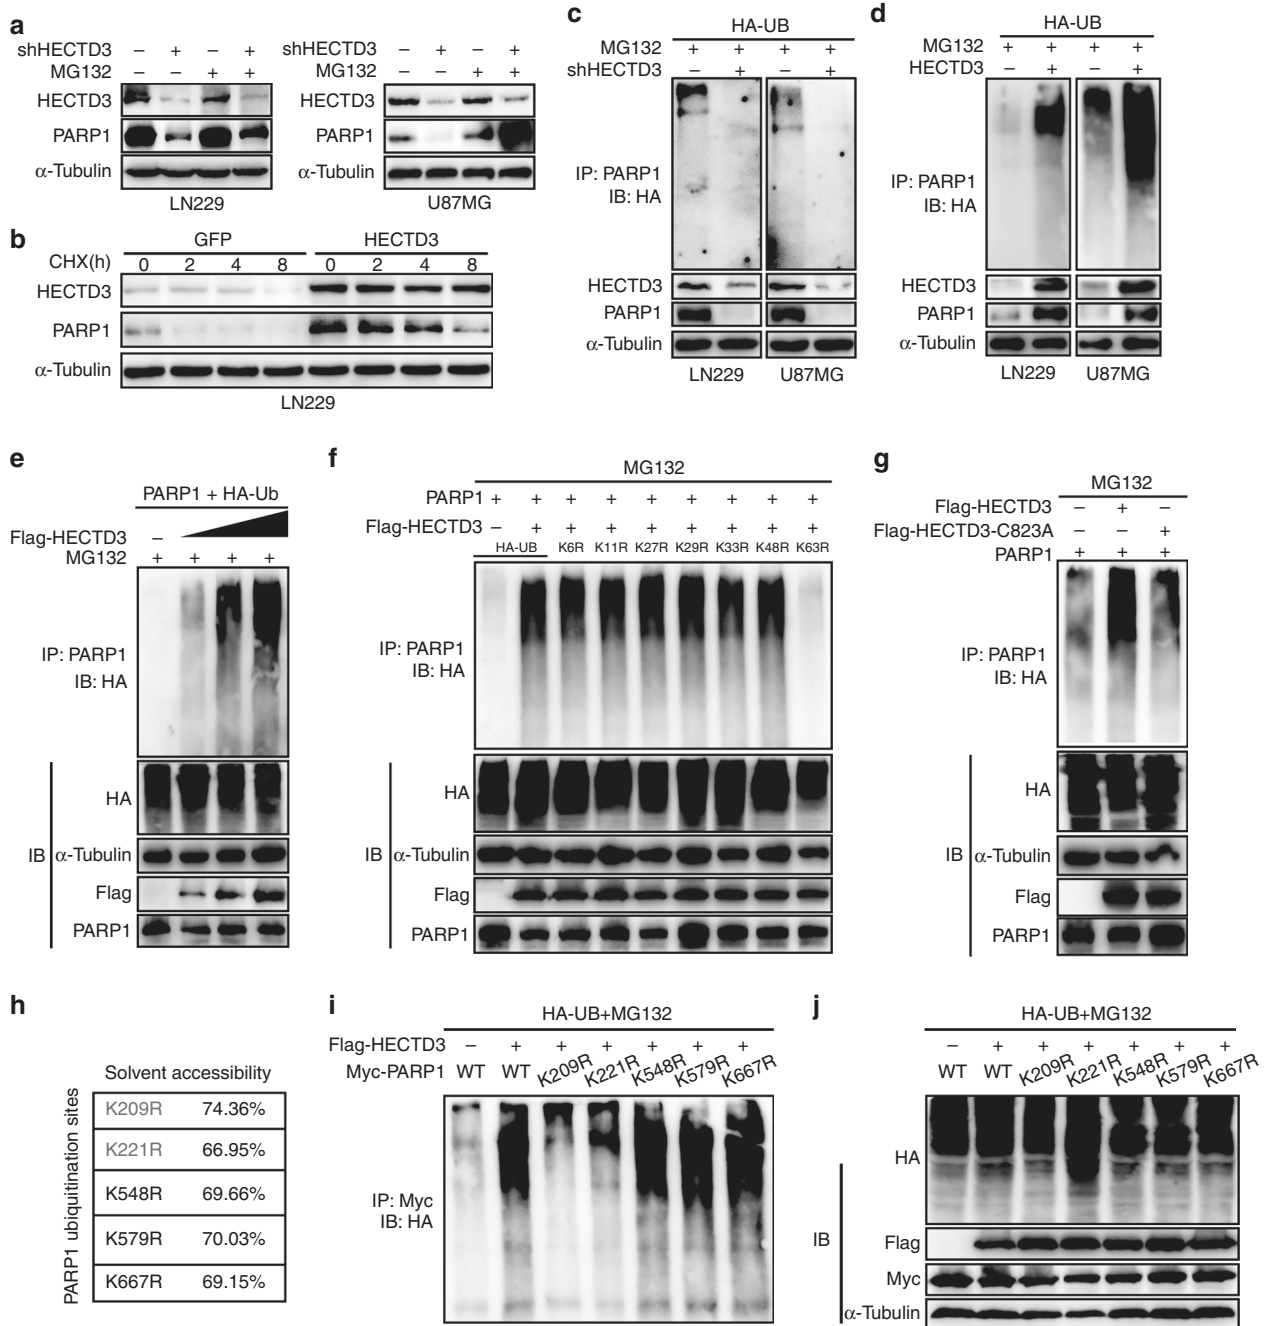 a
shHECTD3 – + – +
MG132 – – + +
HECTD3
PARP1
α-Tubulin
LN229
shHECTD3 – + – +
MG132 – – + +
HECTD3
PARP1
α-Tubulin
U87MG
b
GFP HECTD3
CHX(h) 0 2 4 8 0 2 4 8
HECTD3
PARP1
α-Tubulin
LN229
c
HA-UB
MG132 + + + +
shHECTD3 – + – +
IP: PARP1
IB: HA
HECTD3
PARP1
α-Tubulin
LN229 U87MG
d
HA-UB
MG132 + + + +
HECTD3 – + – +
IP: PARP1
IB: HA
HECTD3
PARP1
α-Tubulin
LN229 U87MG
e
PARP1 + HA-Ub
Flag-HECTD3 –
MG132 + + + +
IP: PARP1
IB: HA
HA
IB α-Tubulin
Flag
PARP1
f
MG132
PARP1 + + + + + + + + +
Flag-HECTD3 – + + + + + + + +
HA-UB K6R K11R K27R K29R K33R K48R K63R
IP: PARP1
IB: HA
HA
IB α-Tubulin
Flag
PARP1
g
MG132
Flag-HECTD3 – + –
Flag-HECTD3-C823A – – +
PARP1 + + +
IP: PARP1
IB: HA
HA
IB α-Tubulin
Flag
PARP1
h
Solvent accessibility
PARP1 ubiquitination sites
K209R 74.36%
K221R 66.95%
K548R 69.66%
K579R 70.03%
K667R 69.15%
i
HA-UB+MG132
Flag-HECTD3 – + + + + + +
Myc-PARP1 WT WT K209R K221R K548R K579R K667R
IP: Myc
IB: HA
j
HA-UB+MG132
– + + + + + +
WT WT K209R K221R K548R K579R K667R
HA
IB
Flag
Myc
α-Tubulin